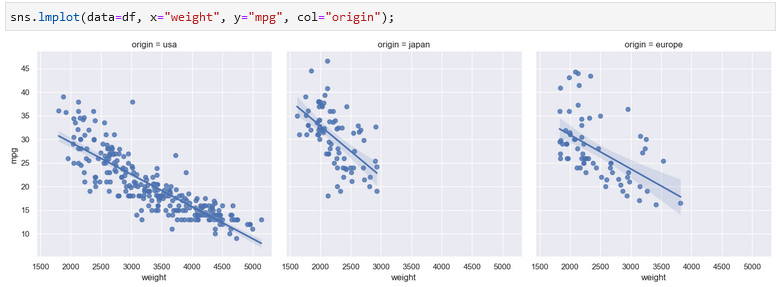 sns.lmplot(data=df, x="weight", y="mpg", col="origin");
origin = usa
origin = japan
origin = europe
45
40
35
30
25
20
15
10
mpg
1500 2000 2500 3000 3500 4000 4500 5000
1500 2000 2500 3000 3500 4000 4500 5000
1500 2000 2500 3000 3500 4000 4500 5000
weight
weight
weight